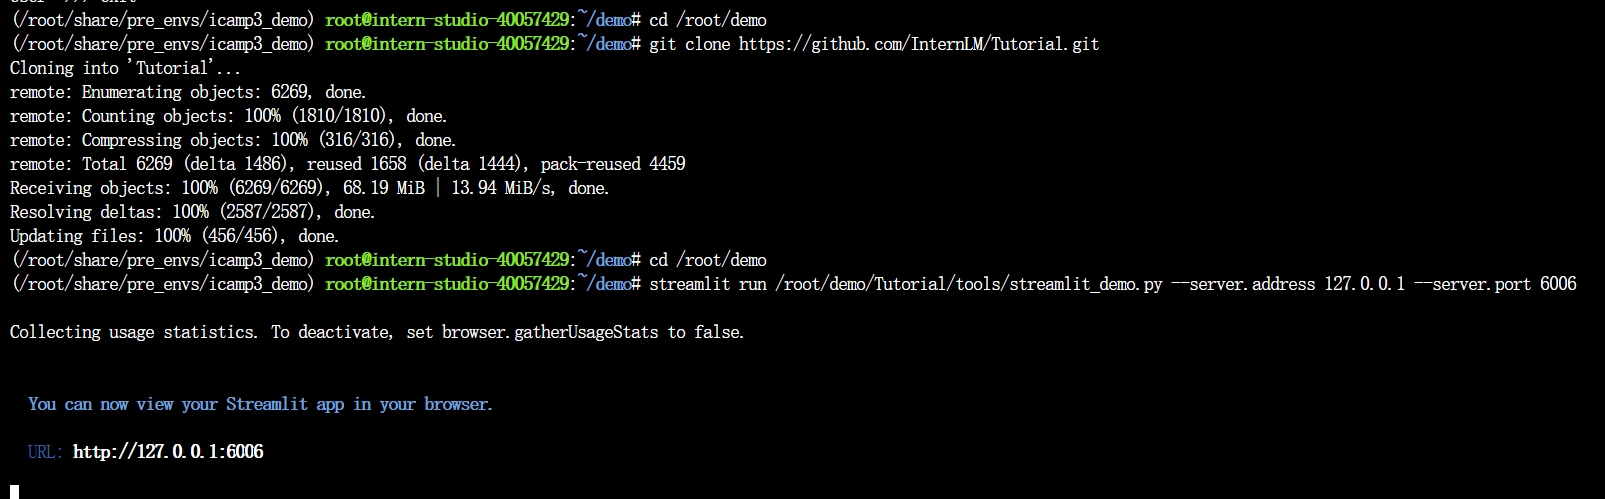 (/root/share/pre_envs/icamp3_demo) root@intern-studio-40057429:~/demo# cd /root/demo
(/root/share/pre_envs/icamp3_demo) root@intern-studio-40057429:~/demo# git clone https://github.com/InternLM/Tutorial.git
Cloning into 'Tutorial'...
remote: Enumerating objects: 6269, done.
remote: Counting objects: 100% (1810/1810), done.
remote: Compressing objects: 100% (316/316), done.
remote: Total 6269 (delta 1486), reused 1658 (delta 1444), pack-reused 4459
Receiving objects: 100% (6269/6269), 68.19 MiB | 13.94 MiB/s, done.
Resolving deltas: 100% (2587/2587), done.
Updating files: 100% (456/456), done.
(/root/share/pre_envs/icamp3_demo) root@intern-studio-40057429:~/demo# cd /root/demo
(/root/share/pre_envs/icamp3_demo) root@intern-studio-40057429:~/demo# streamlit run /root/demo/Tutorial/tools/streamlit_demo.py --server.address 127.0.0.1 --server.port 6006
Collecting usage statistics. To deactivate, set browser.gatherUsageStats to false.
You can now view your Streamlit app in your browser.
URL: http://127.0.0.1:6006